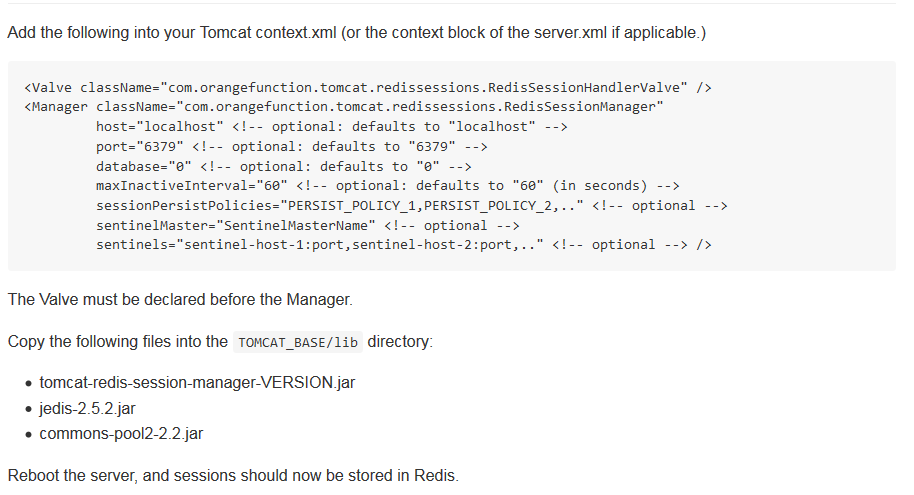 Add the following into your Tomcat context.xml (or the context block of the server.xml if applicable.)
<Valve className="com.orangefunction.tomcat.redissessions.RedisSessionHandlerValve" />
<Manager className="com.orangefunction.tomcat.redissessions.RedisSessionManager"
         host="localhost" <!-- optional: defaults to "localhost" -->
         port="6379" <!-- optional: defaults to "6379" -->
         database="0" <!-- optional: defaults to "0" -->
         maxInactiveInterval="60" <!-- optional: defaults to "60" (in seconds) -->
         sessionPersistPolicies="PERSIST_POLICY_1,PERSIST_POLICY_2,.." <!-- optional -->
         sentinelMaster="SentinelMasterName" <!-- optional -->
         sentinels="sentinel-host-1:port,sentinel-host-2:port,.." <!-- optional --> />
The Valve must be declared before the Manager.
Copy the following files into the TOMCAT_BASE/lib directory:
• tomcat-redis-session-manager-VERSION.jar
• jedis-2.5.2.jar
• commons-pool2-2.2.jar
Reboot the server, and sessions should now be stored in Redis.